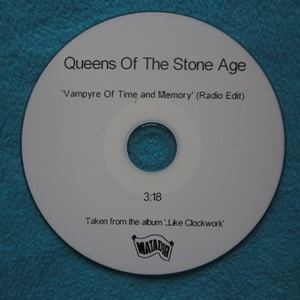 Queens Of The Stone Age
'Vampyre Of Time and Memory' (Radio Edit)
3:18
Taken from the album '..Like Clockwork'
MATADOR